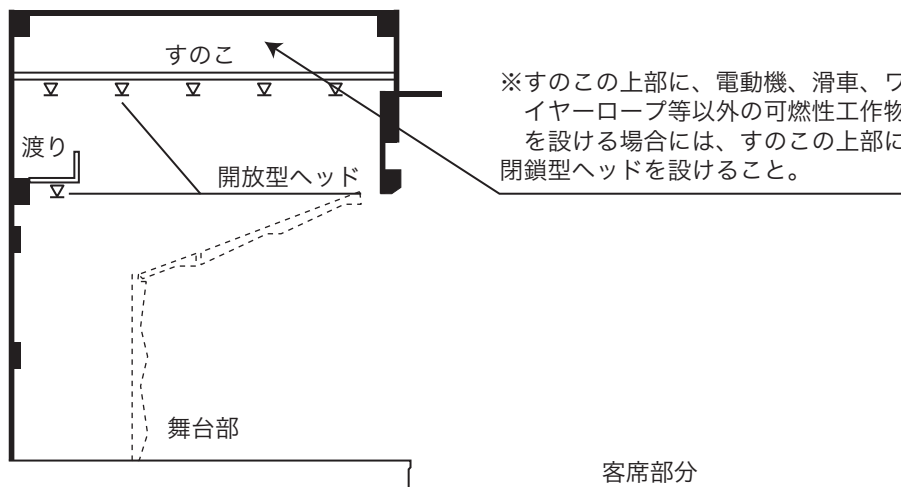 すのこ
※すのこの上部に、電動機、滑車、ワ
イヤーロープ等以外の可燃性工作物
を設ける場合には、すのこの上部に
閉鎖型ヘッドを設けること。
渡り
開放型ヘッド
舞台部
客席部分